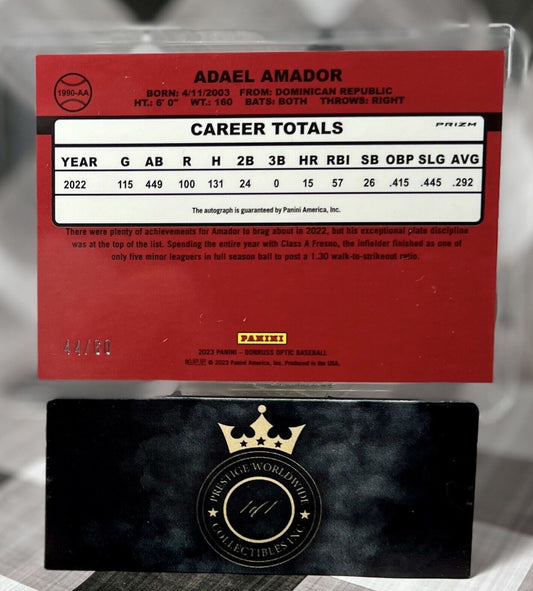 1990-AA
ADAEL AMADOR
BORN: 4/11/2003 FROM: DOMINICAN REPUBLIC
HT.: 6' 0" WT.: 160 BATS: BOTH THROWS: RIGHT
CAREER TOTALS
PRIZM
YEAR G AB R H 2B 3B HR RBI SB OBP SLG AVG
2022 115 449 100 131 24 0 15 57 26 .415 .445 .292
The autograph is guaranteed by Panini America, Inc.
There were plenty of achievements for Amador to brag about in 2022, but his exceptional plate discipline
was at the top of the list. Spending the entire year with Class A Fresno, the infielder finished as one of
only five minor leaguers in full season ball to post a 1.30 walk-to-strikeout ratio.
44/50
PANINI
2023 PANINI - DONRUSS OPTIC BASEBALL
© 2023 Panini America, Inc. Produced in the USA.
PRESTIGE WORLDWIDE
1of1
COLLECTIBLES INC